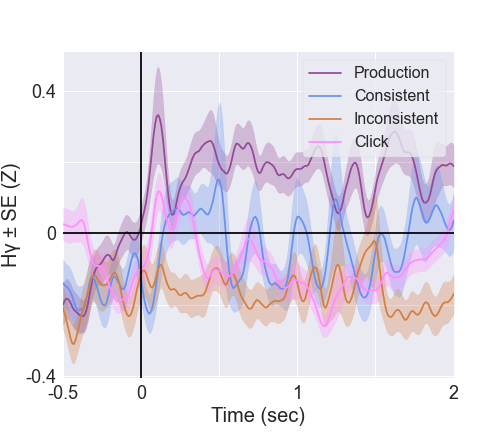 Production
Consistent
Inconsistent
Click
0.4
0
-0.4
-0.5
0
1
2
Hγ ± SE (Z)
Time (sec)